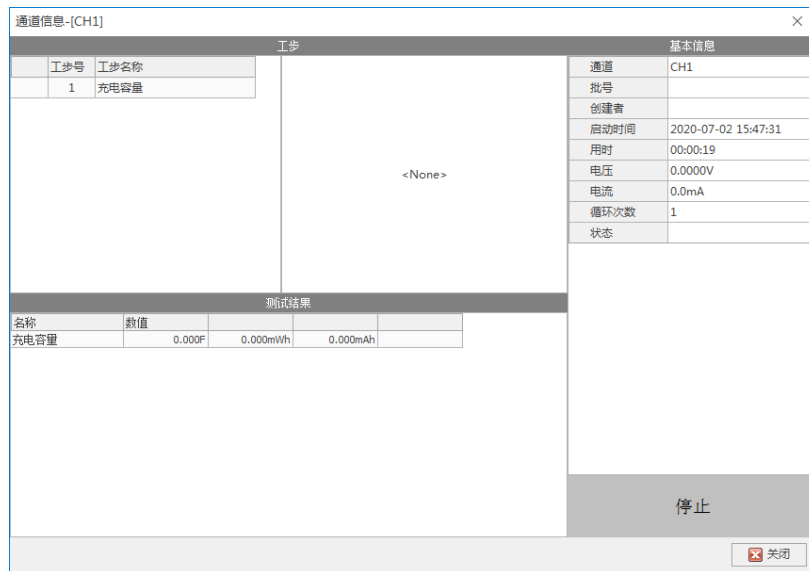 通道信息-[CH1]
工步
工步号 工步名称
1 充电容量
<None>
基本信息
通道 CH1
批号
创建者
启动时间 2020-07-02 15:47:31
用时 00:00:19
电压 0.0000V
电流 0.0mA
循环次数 1
状态
测试结果
名称 数值
充电容量 0.000F 0.000mWh 0.000mAh
停止
关闭